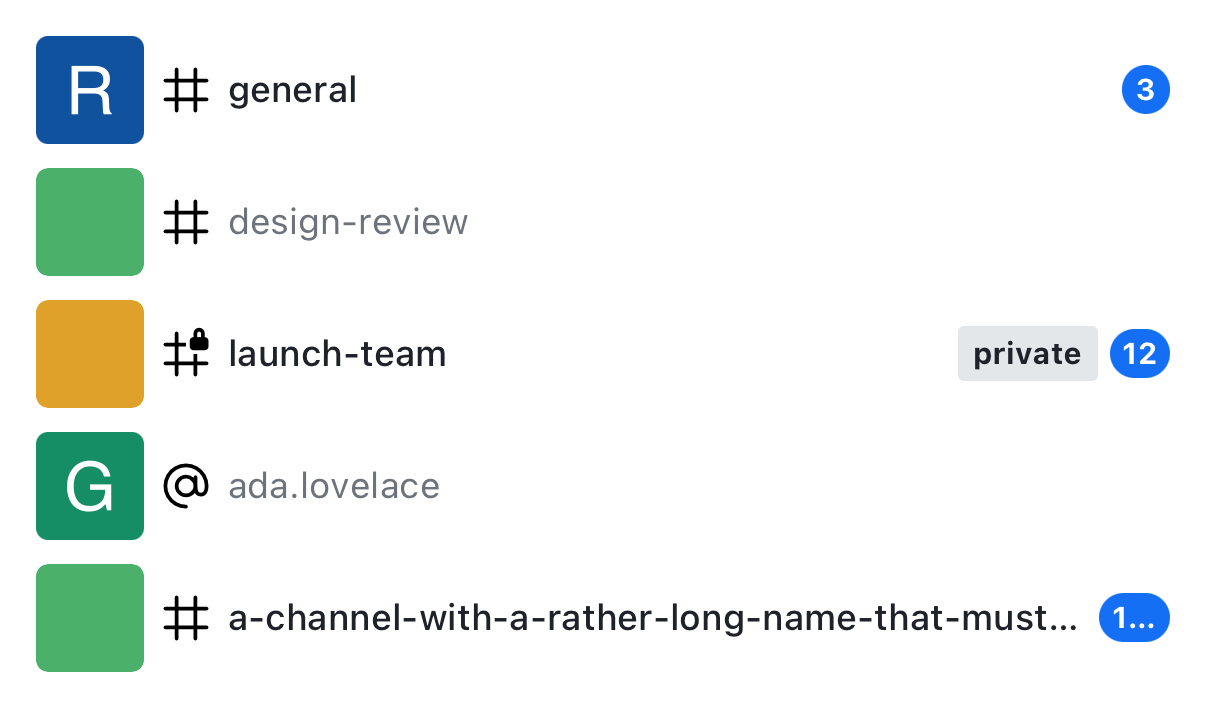 R # general 3
# design-review
# launch-team private 12
G @ ada.lovelace
# a-channel-with-a-rather-long-name-that-must... 1...